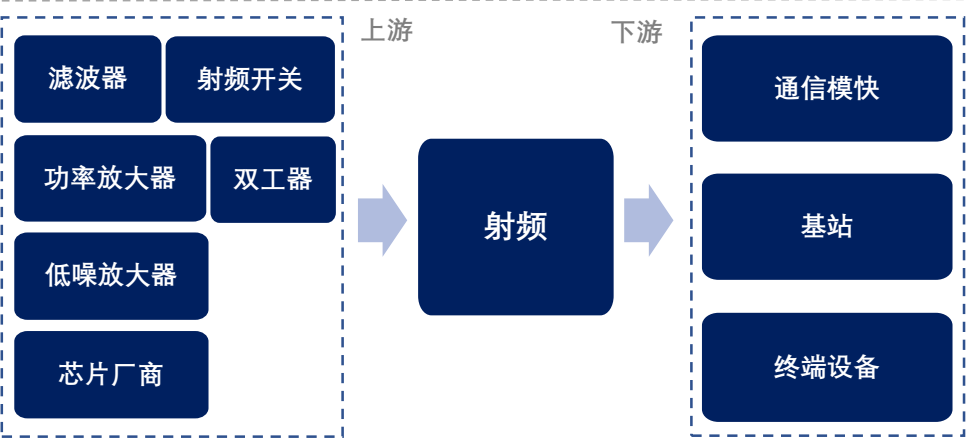 上游
下游
滤波器
射频开关
功率放大器
双工器
低噪放大器
芯片厂商
射频
通信模快
基站
终端设备